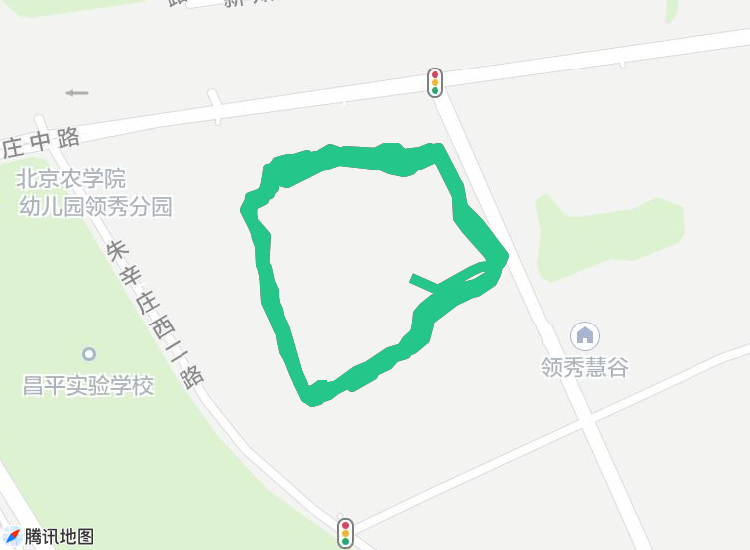 庄中路
北京农学院
幼儿园领秀分园
朱辛庄西二路
昌平实验学校
领秀慧谷
腾讯地图